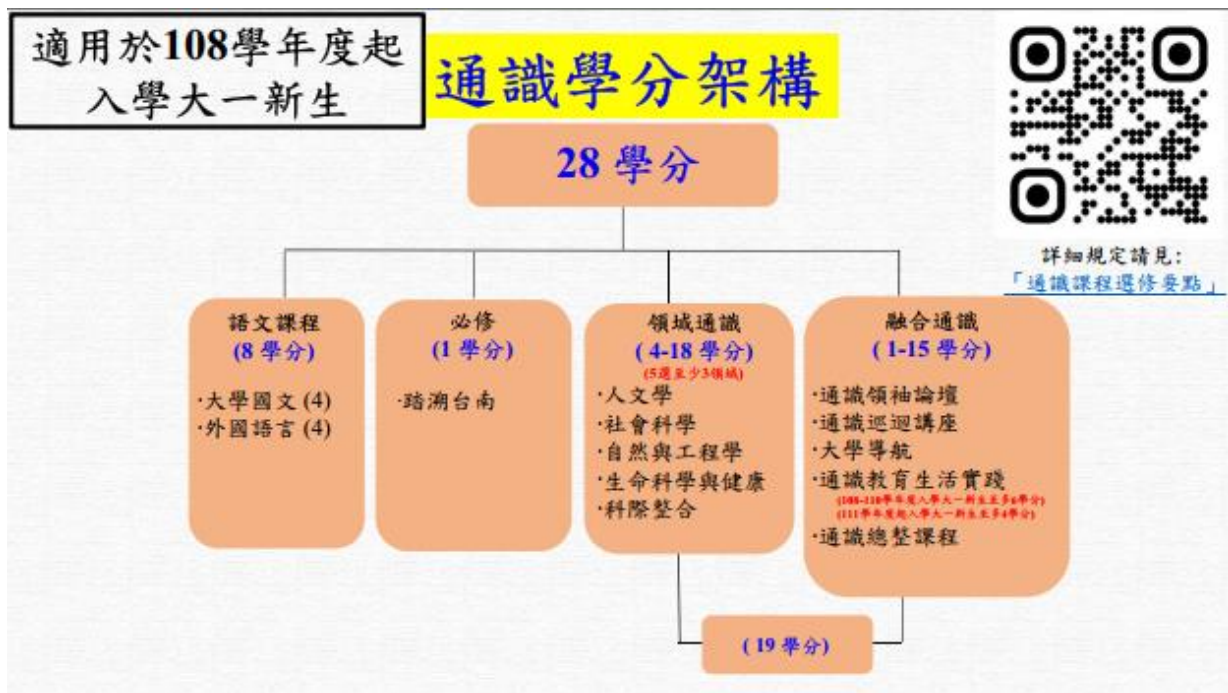 適用於108學年度起
入學大一新生
通識學分架構
28 學分
詳細規定請見:
「通識課程選修要點」
語文課程
(8 學分)
·大學國文 (4)
·外國語言 (4)
必修
(1 學分)
·踏溯台南
領域通識
( 4-18 學分)
(5選至少3領域)
·人文學
·社會科學
·自然與工程學
·生命科學與健康
·科際整合
融合通識
( 1-15 學分)
·通識領袖論壇
·通識巡迴講座
·大學導航
·通識教育生活實踐
(108-110學年度入學大一新生至多6學分)
(111學年度起入學大一新生至多4學分)
·通識總整課程
( 19 學分)